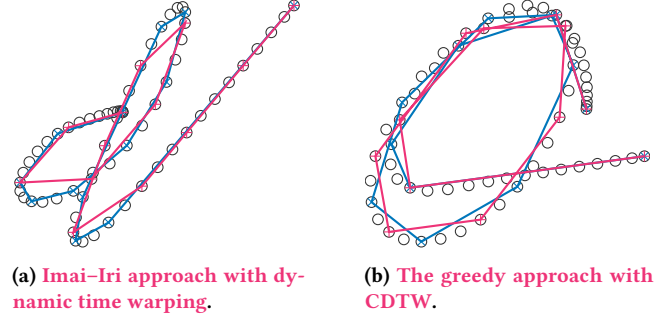 (a) Imai–Iri approach with dy-
namic time warping.
(b) The greedy approach with
CDTW.